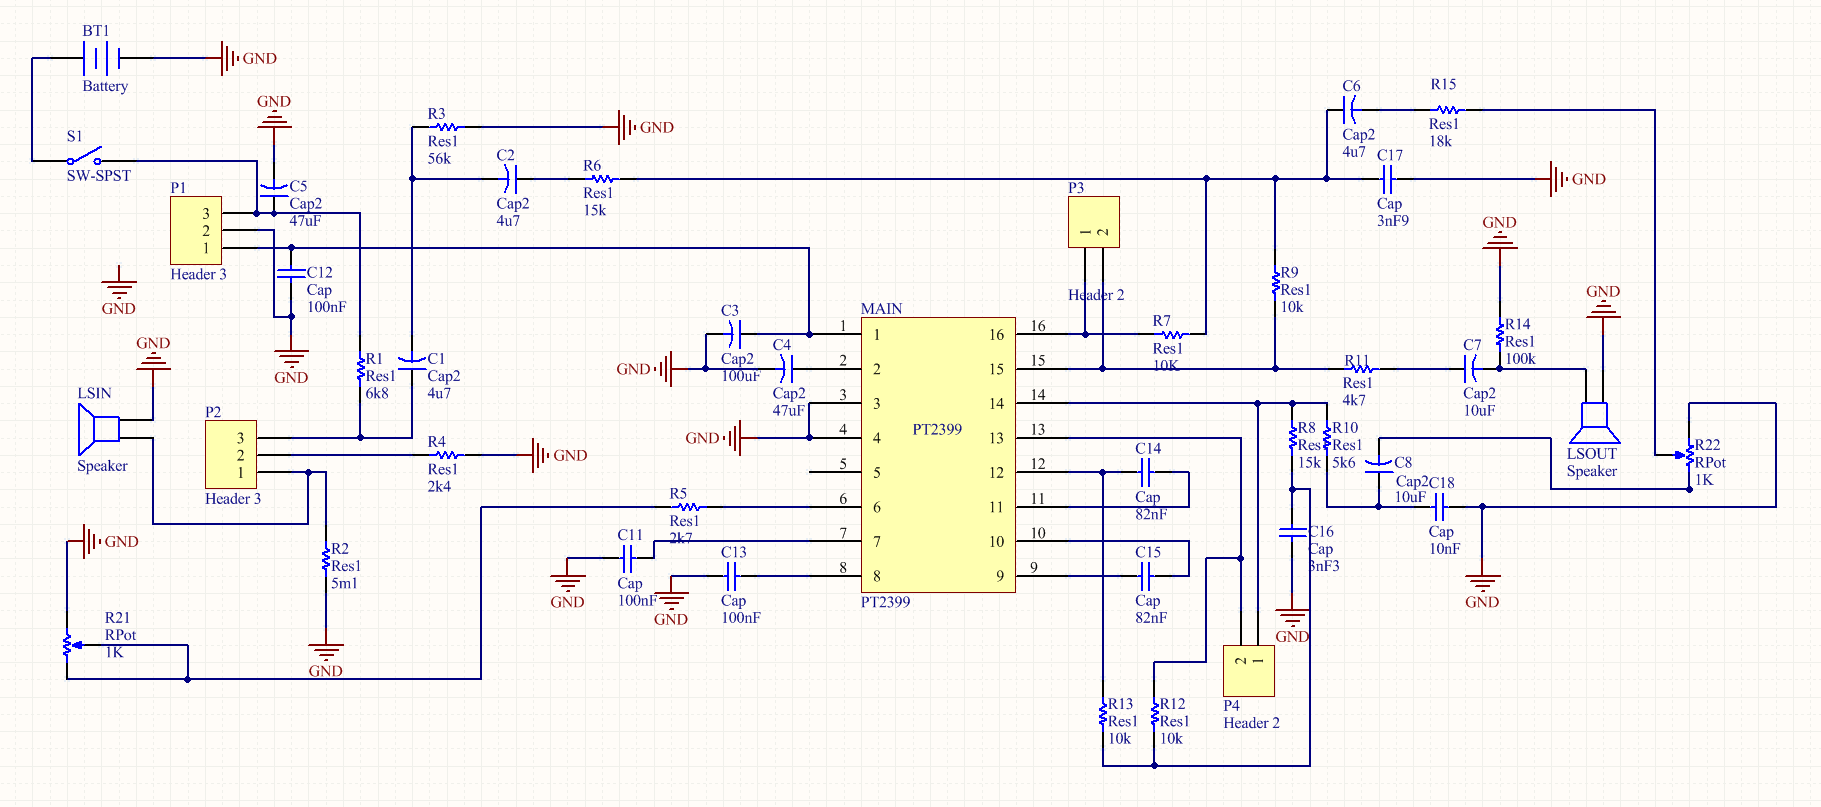 BT1
GND
Battery
GND
S1
SW-SPST
P1
3
2
1
Header 3
C5
Cap2
47uF
C12
Cap
100nF
GND
GND
R3
Res1
56k
GND
C2
Cap2
4u7
R6
Res1
15k
C6
Cap2
4u7
R15
Res1
18k
C17
Cap
3nF9
GND
P3
1
2
Header 2
R9
Res1
10k
GND
R14
Res1
100k
GND
R1
Res1
6k8
C1
Cap2
4u7
GND
LSIN
Speaker
P2
3
2
1
Header 3
R4
Res1
2k4
GND
C3
Cap2
100uF
GND
C4
Cap2
47uF
GND
MAIN
PT2399
PT2399
1
1
2
2
3
3
4
4
5
5
6
6
7
7
8
8
16
16
15
15
14
14
13
13
12
12
11
11
10
10
9
9
R7
Res1
10K
R11
Res1
4k7
C7
Cap2
10uF
LSOUT
Speaker
R8
Res
15k
R10
Res1
5k6
C8
Cap2
10uF
C18
Cap
10nF
GND
R22
RPot
1K
C14
Cap
82nF
C15
Cap
82nF
C16
Cap
3nF3
GND
R5
Res1
2k7
C11
Cap
100nF
GND
C13
Cap
100nF
GND
GND
R2
Res1
5m1
GND
R21
RPot
1K
R13
Res1
10k
R12
Res1
10k
2
1
P4
Header 2